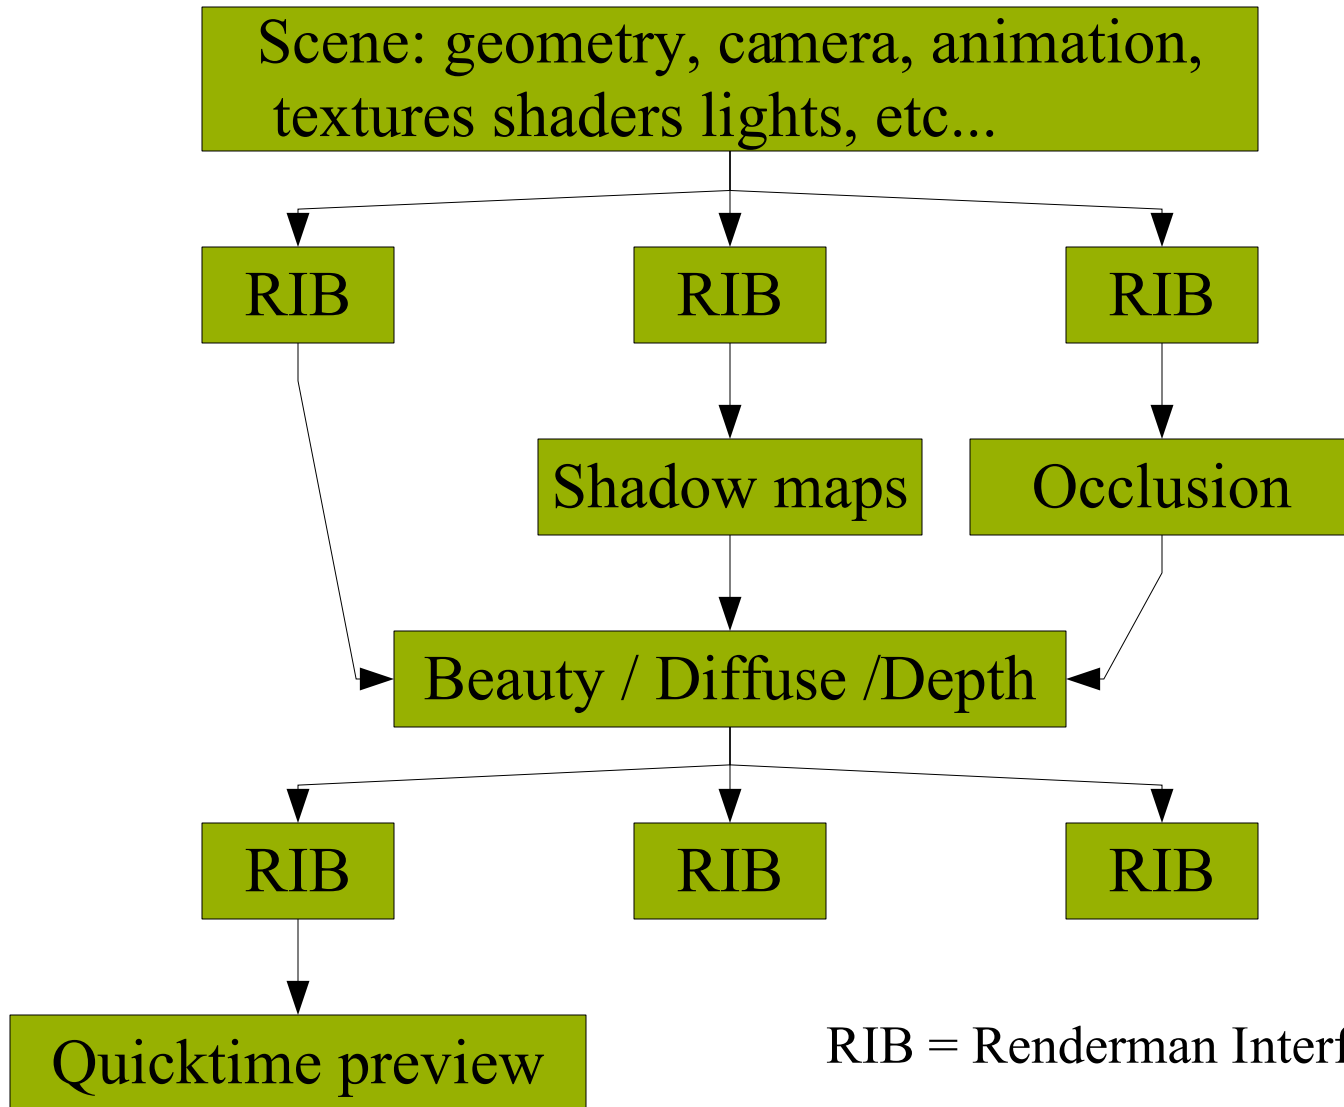 Scene: geometry, camera, animation,
textures shaders lights, etc...
RIB
RIB
RIB
Shadow maps
Occlusion
Beauty / Diffuse /Depth
RIB
RIB
RIB
Quicktime preview
RIB = Renderman